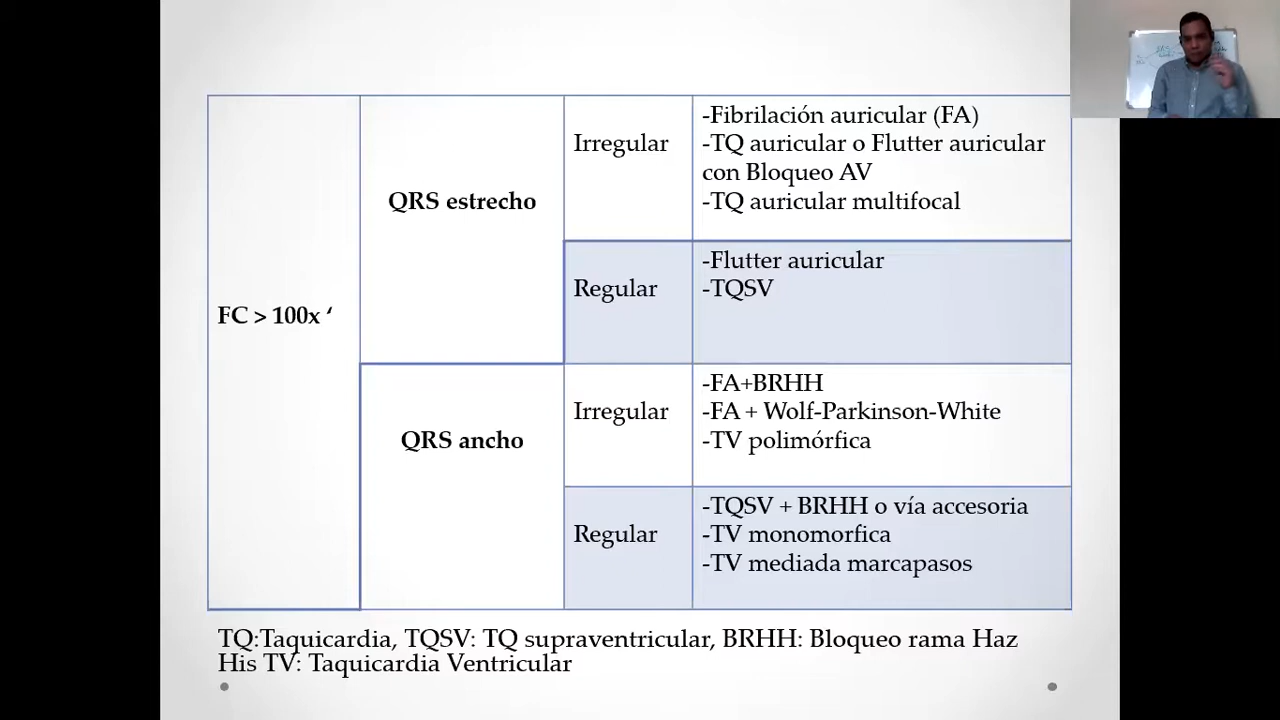 FC > 100x ‘
QRS estrecho
Irregular
-Fibrilación auricular (FA)
-TQ auricular o Flutter auricular
con Bloqueo AV
-TQ auricular multifocal
Regular
-Flutter auricular
-TQSV
QRS ancho
Irregular
-FA+BRHH
-FA + Wolf-Parkinson-White
-TV polimórfica
Regular
-TQSV + BRHH o vía accesoria
-TV monomorfica
-TV mediada marcapasos
TQ:Taquicardia, TQSV: TQ supraventricular, BRHH: Bloqueo rama Haz
His TV: Taquicardia Ventricular